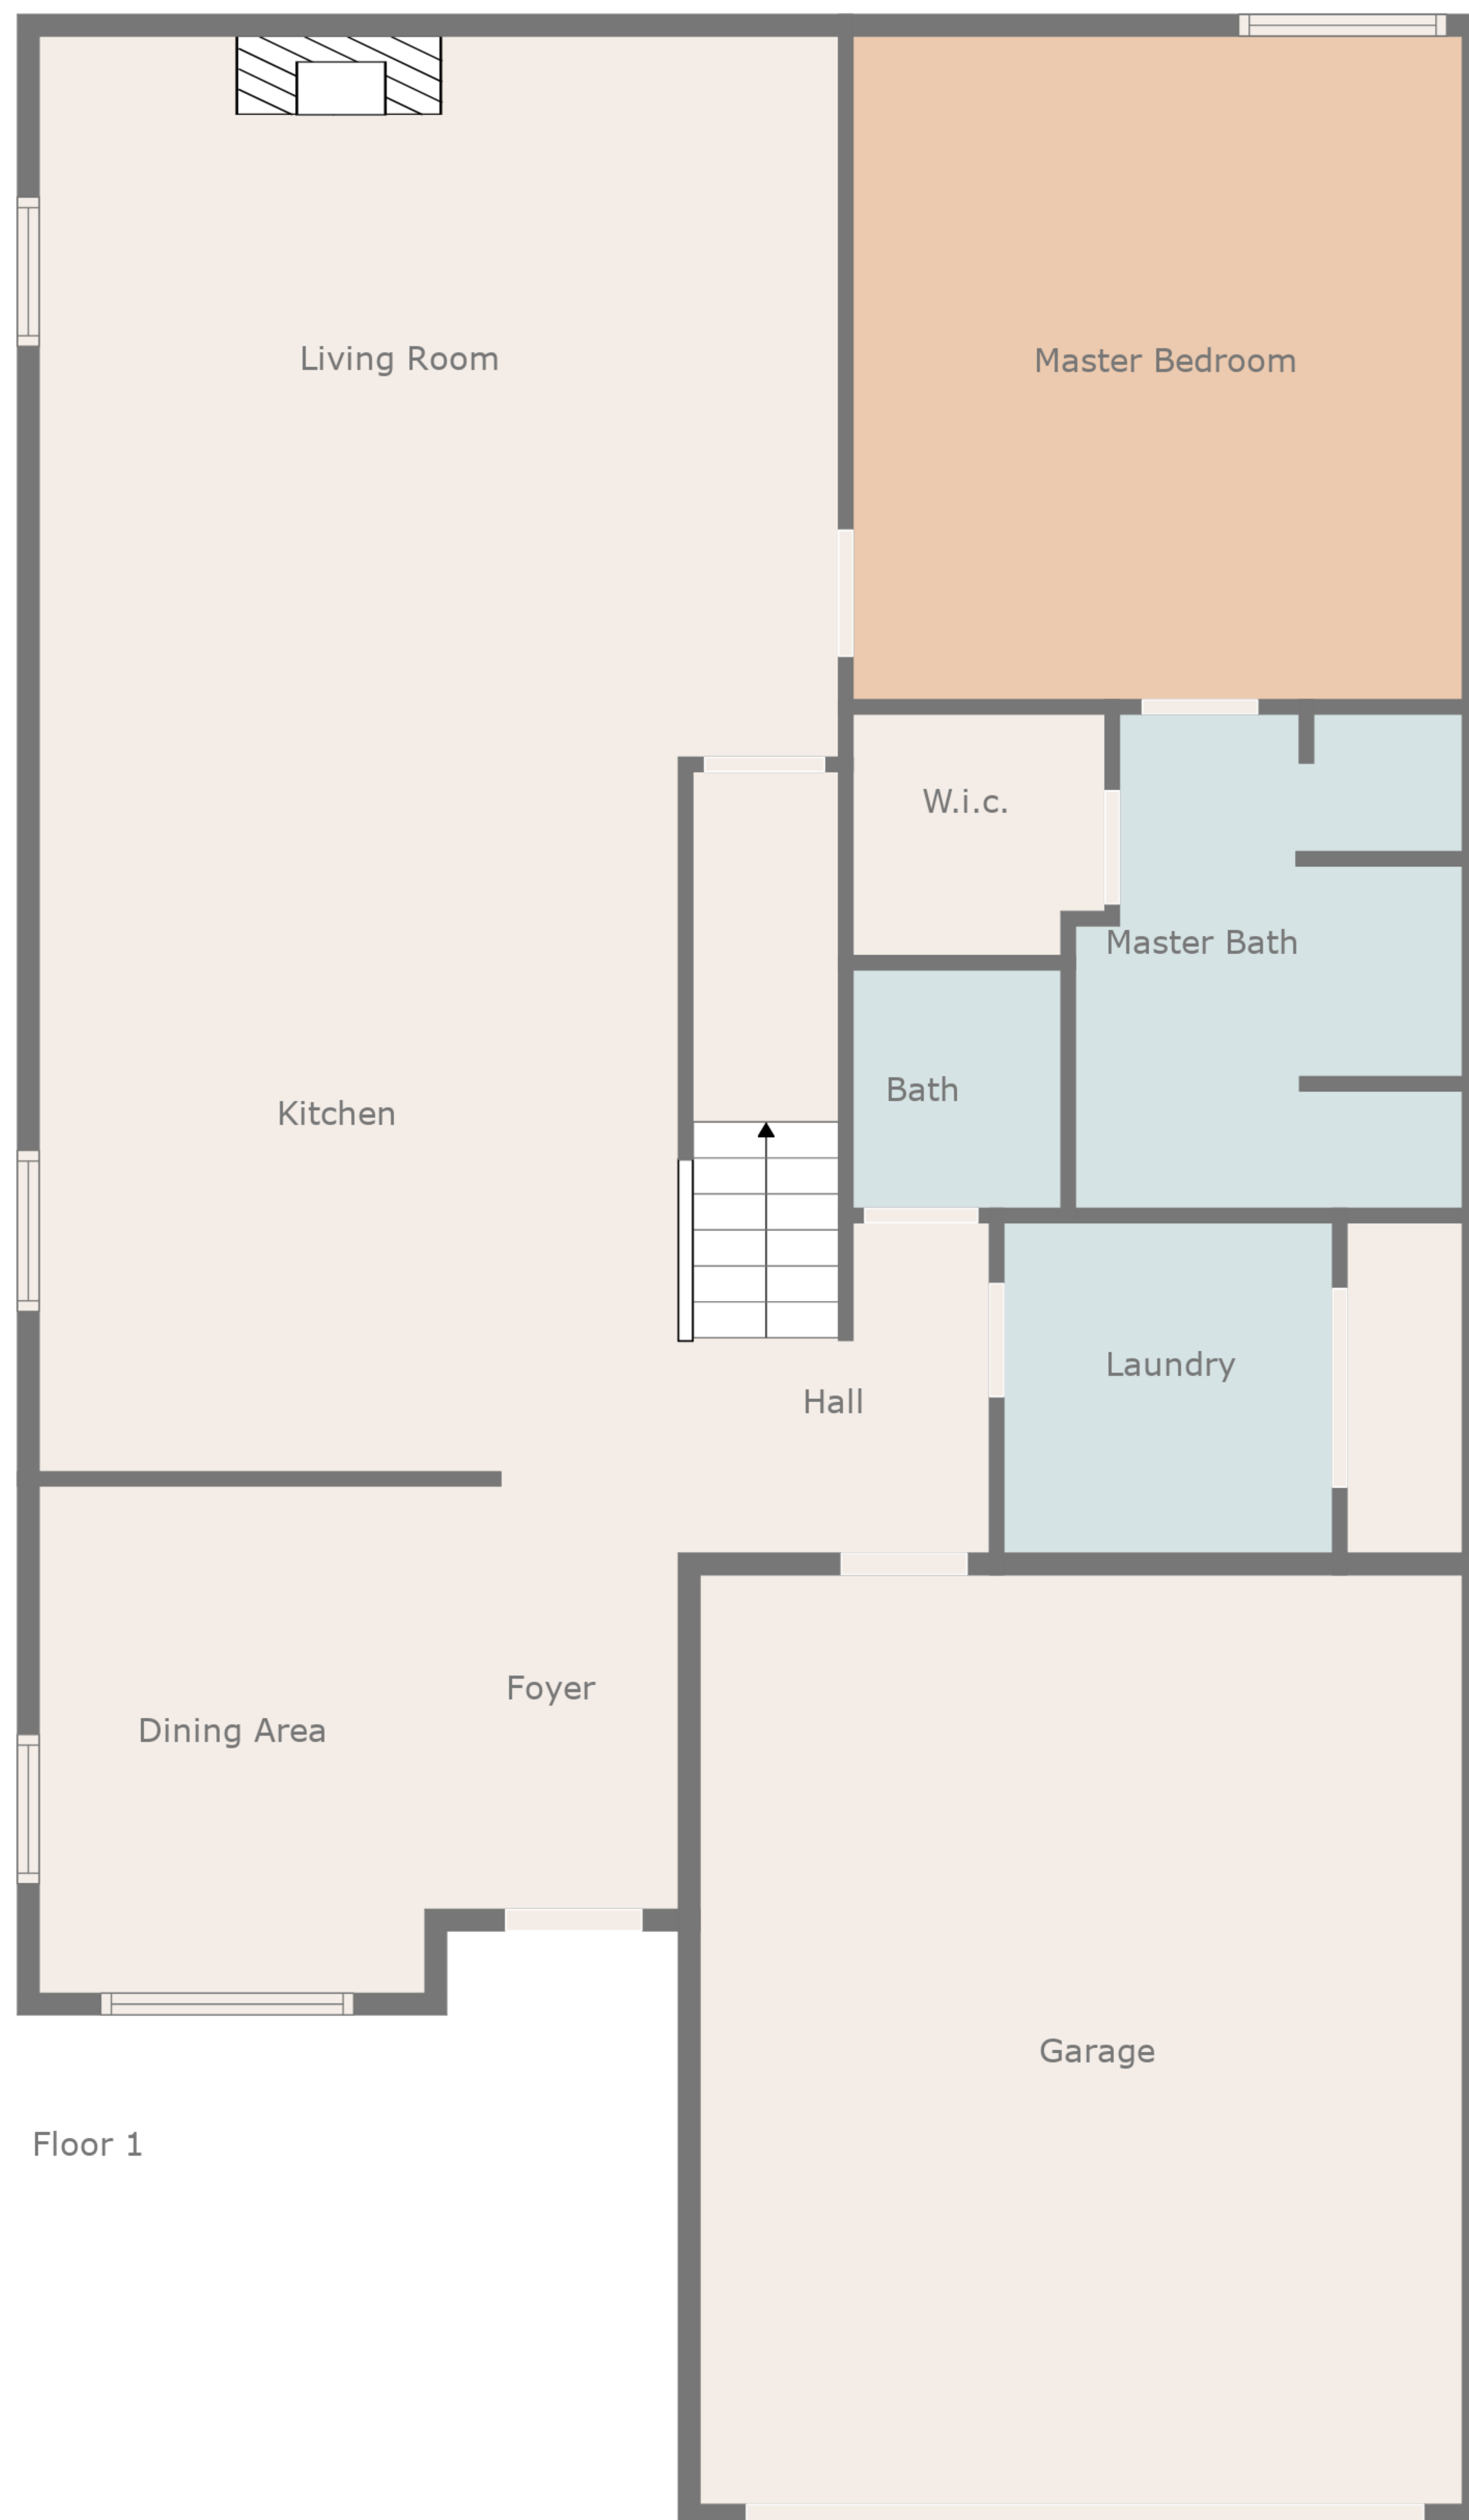 Living Room
Master Bedroom
W.i.c.
Master Bath
Bath
Kitchen
Laundry
Hall
Foyer
Dining Area
Garage
Floor 1